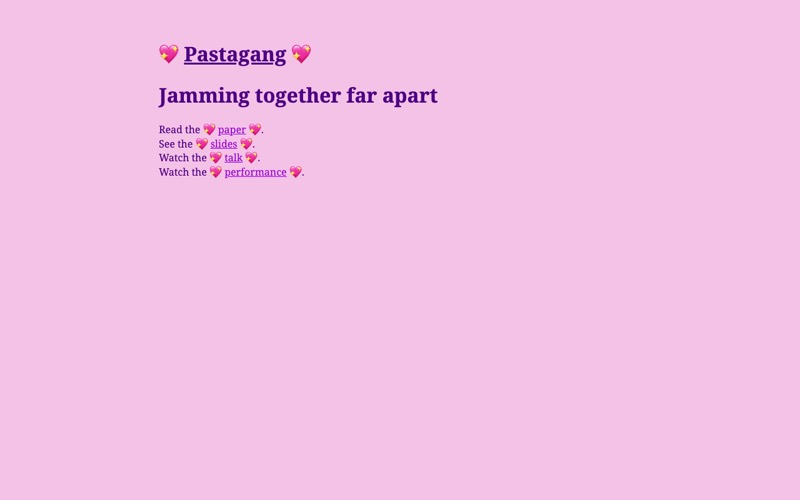 💖 Pastagang 💖
Jamming together far apart
Read the 💖 paper 💖.
See the 💖 slides 💖.
Watch the 💖 talk 💖.
Watch the 💖 performance 💖.